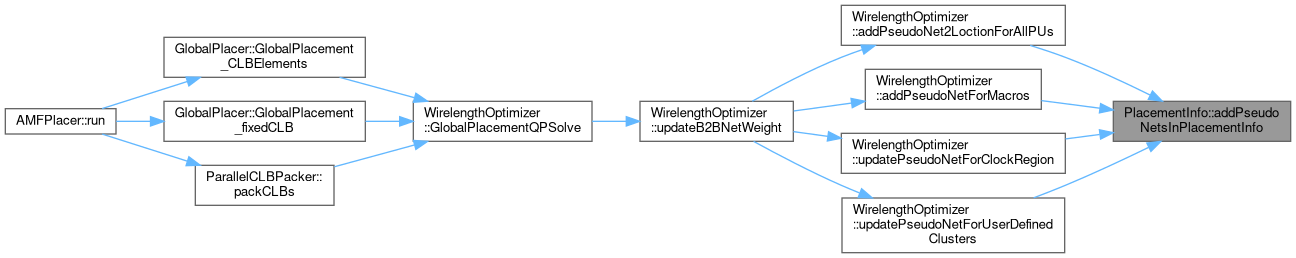 AMFPlacer::run
GlobalPlacer::GlobalPlacement
_CLBElements
GlobalPlacer::GlobalPlacement
_fixedCLB
ParallelCLBPacker::
packCLBs
WirelengthOptimizer
::GlobalPlacementQPSolve
WirelengthOptimizer
::updateB2BNetWeight
WirelengthOptimizer
::addPseudoNet2LoctionForAllPUs
WirelengthOptimizer
::addPseudoNetForMacros
WirelengthOptimizer
::updatePseudoNetForClockRegion
WirelengthOptimizer
::updatePseudoNetForUserDefined
Clusters
PlacementInfo::addPseudo
NetsInPlacementInfo